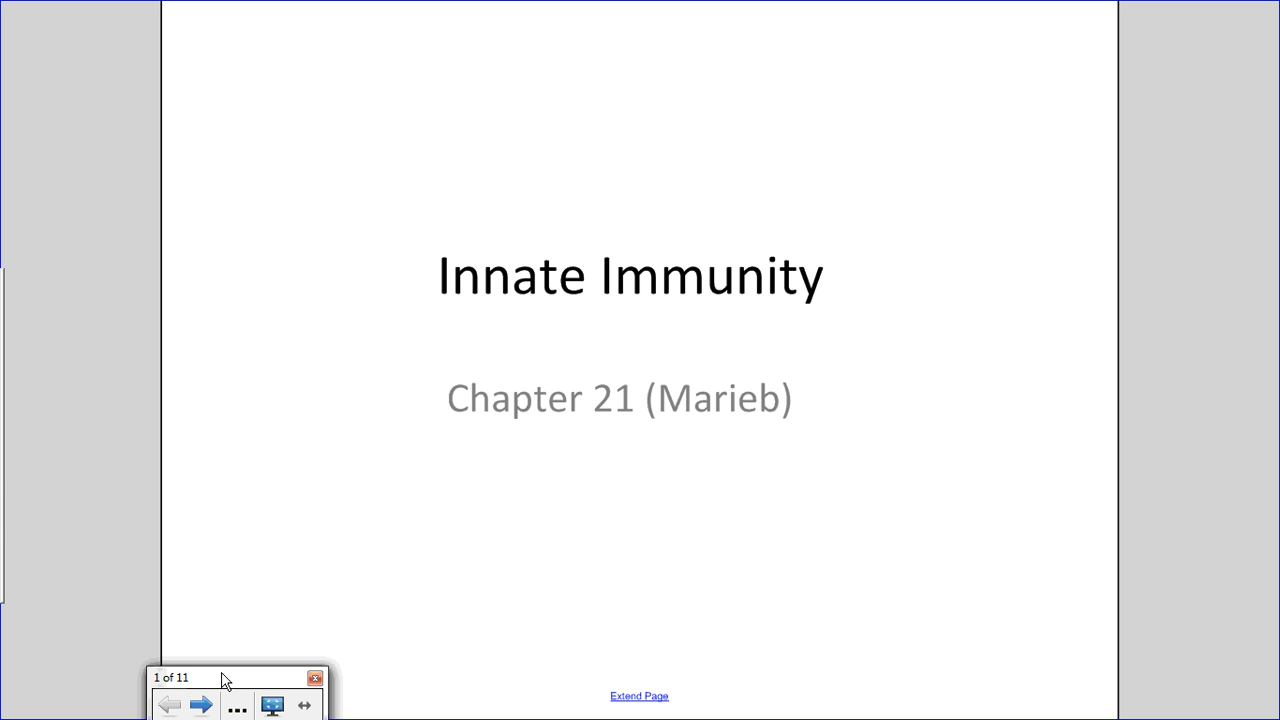 Innate Immunity
Chapter 21 (Marieb)
1 of 11
Extend Page